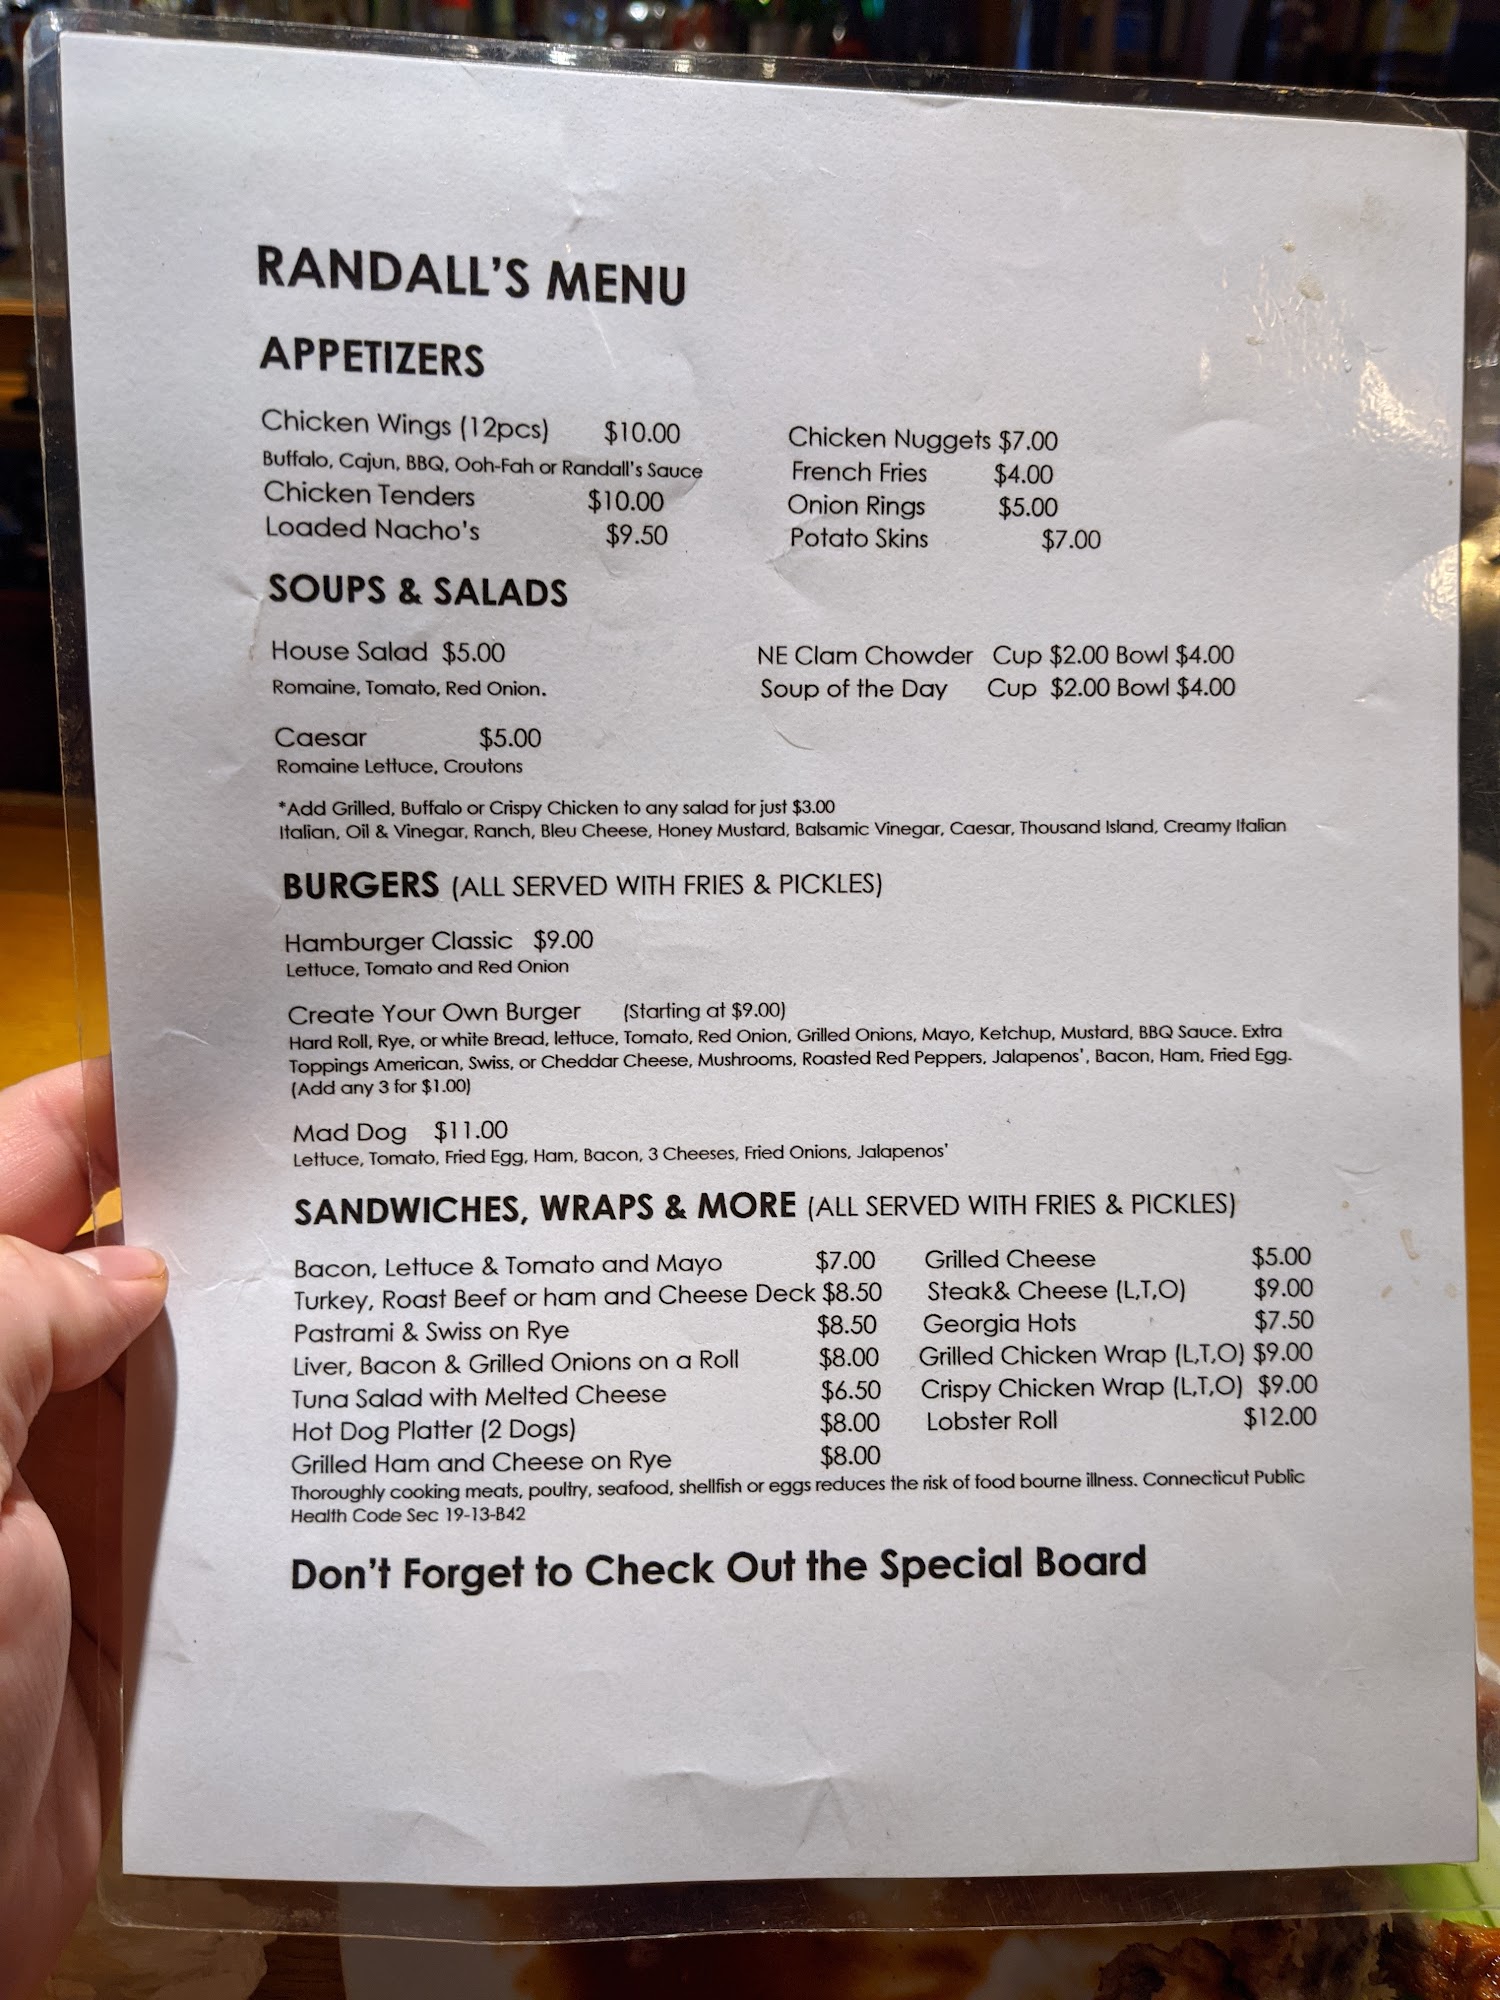 RANDALL'S MENU
APPETIZERS
Chicken Wings (12pcs) $10.00
Buffalo, Cajun, BBQ, Ooh-Fah or Randall's Sauce
Chicken Tenders $10.00
Loaded Nacho's $9.50
Chicken Nuggets $7.00
French Fries $4.00
Onion Rings $5.00
Potato Skins $7.00
SOUPS & SALADS
House Salad $5.00
Romaine, Tomato, Red Onion.
Caesar $5.00
Romaine Lettuce, Croutons
NE Clam Chowder Cup $2.00 Bowl $4.00
Soup of the Day Cup $2.00 Bowl $4.00
*Add Grilled, Buffalo or Crispy Chicken to any salad for just $3.00
Italian, Oil & Vinegar, Ranch, Bleu Cheese, Honey Mustard, Balsamic Vinegar, Caesar, Thousand Island, Creamy Italian
BURGERS (ALL SERVED WITH FRIES & PICKLES)
Hamburger Classic $9.00
Lettuce, Tomato and Red Onion
Create Your Own Burger (Starting at $9.00)
Hard Roll, Rye, or white Bread, lettuce, Tomato, Red Onion, Grilled Onions, Mayo, Ketchup, Mustard, BBQ Sauce. Extra
Toppings American, Swiss, or Cheddar Cheese, Mushrooms, Roasted Red Peppers, Jalapenos', Bacon, Ham, Fried Egg.
(Add any 3 for $1.00)
Mad Dog $11.00
Lettuce, Tomato, Fried Egg, Ham, Bacon, 3 Cheeses, Fried Onions, Jalapenos'
SANDWICHES, WRAPS & MORE (ALL SERVED WITH FRIES & PICKLES)
Bacon, Lettuce & Tomato and Mayo $7.00
Turkey, Roast Beef or ham and Cheese Deck $8.50
Pastrami & Swiss on Rye $8.50
Liver, Bacon & Grilled Onions on a Roll $8.00
Tuna Salad with Melted Cheese $6.50
Hot Dog Platter (2 Dogs) $8.00
Grilled Ham and Cheese on Rye $8.00
Grilled Cheese $5.00
Steak& Cheese (L,T,O) $9.00
Georgia Hots $7.50
Grilled Chicken Wrap (L,T,O) $9.00
Crispy Chicken Wrap (L,T,O) $9.00
Lobster Roll $12.00
Thoroughly cooking meats, poultry, seafood, shellfish or eggs reduces the risk of food bourne illness. Connecticut Public
Health Code Sec 19-13-B42
Don't Forget to Check Out the Special Board